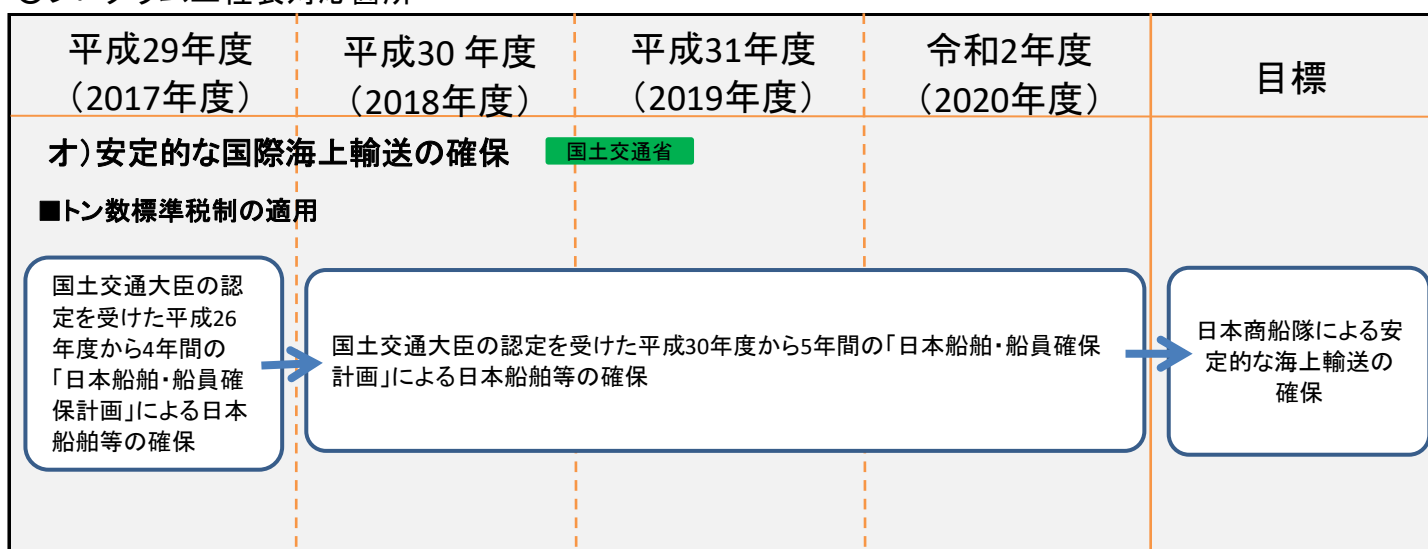 平成29年度
(2017年度)
平成30 年度
(2018年度)
平成31年度
(2019年度)
令和2年度
(2020年度)
目標
オ)安定的な国際海上輸送の確保
国土交通省
■トン数標準税制の適用
国土交通大臣の認
定を受けた平成26
年度から4年間の
「日本船舶・船員確
保計画」による日本
船舶等の確保
国土交通大臣の認定を受けた平成30年度から5年間の「日本船舶・船員確保
計画」による日本船舶等の確保
日本商船隊による安
定的な海上輸送の
確保